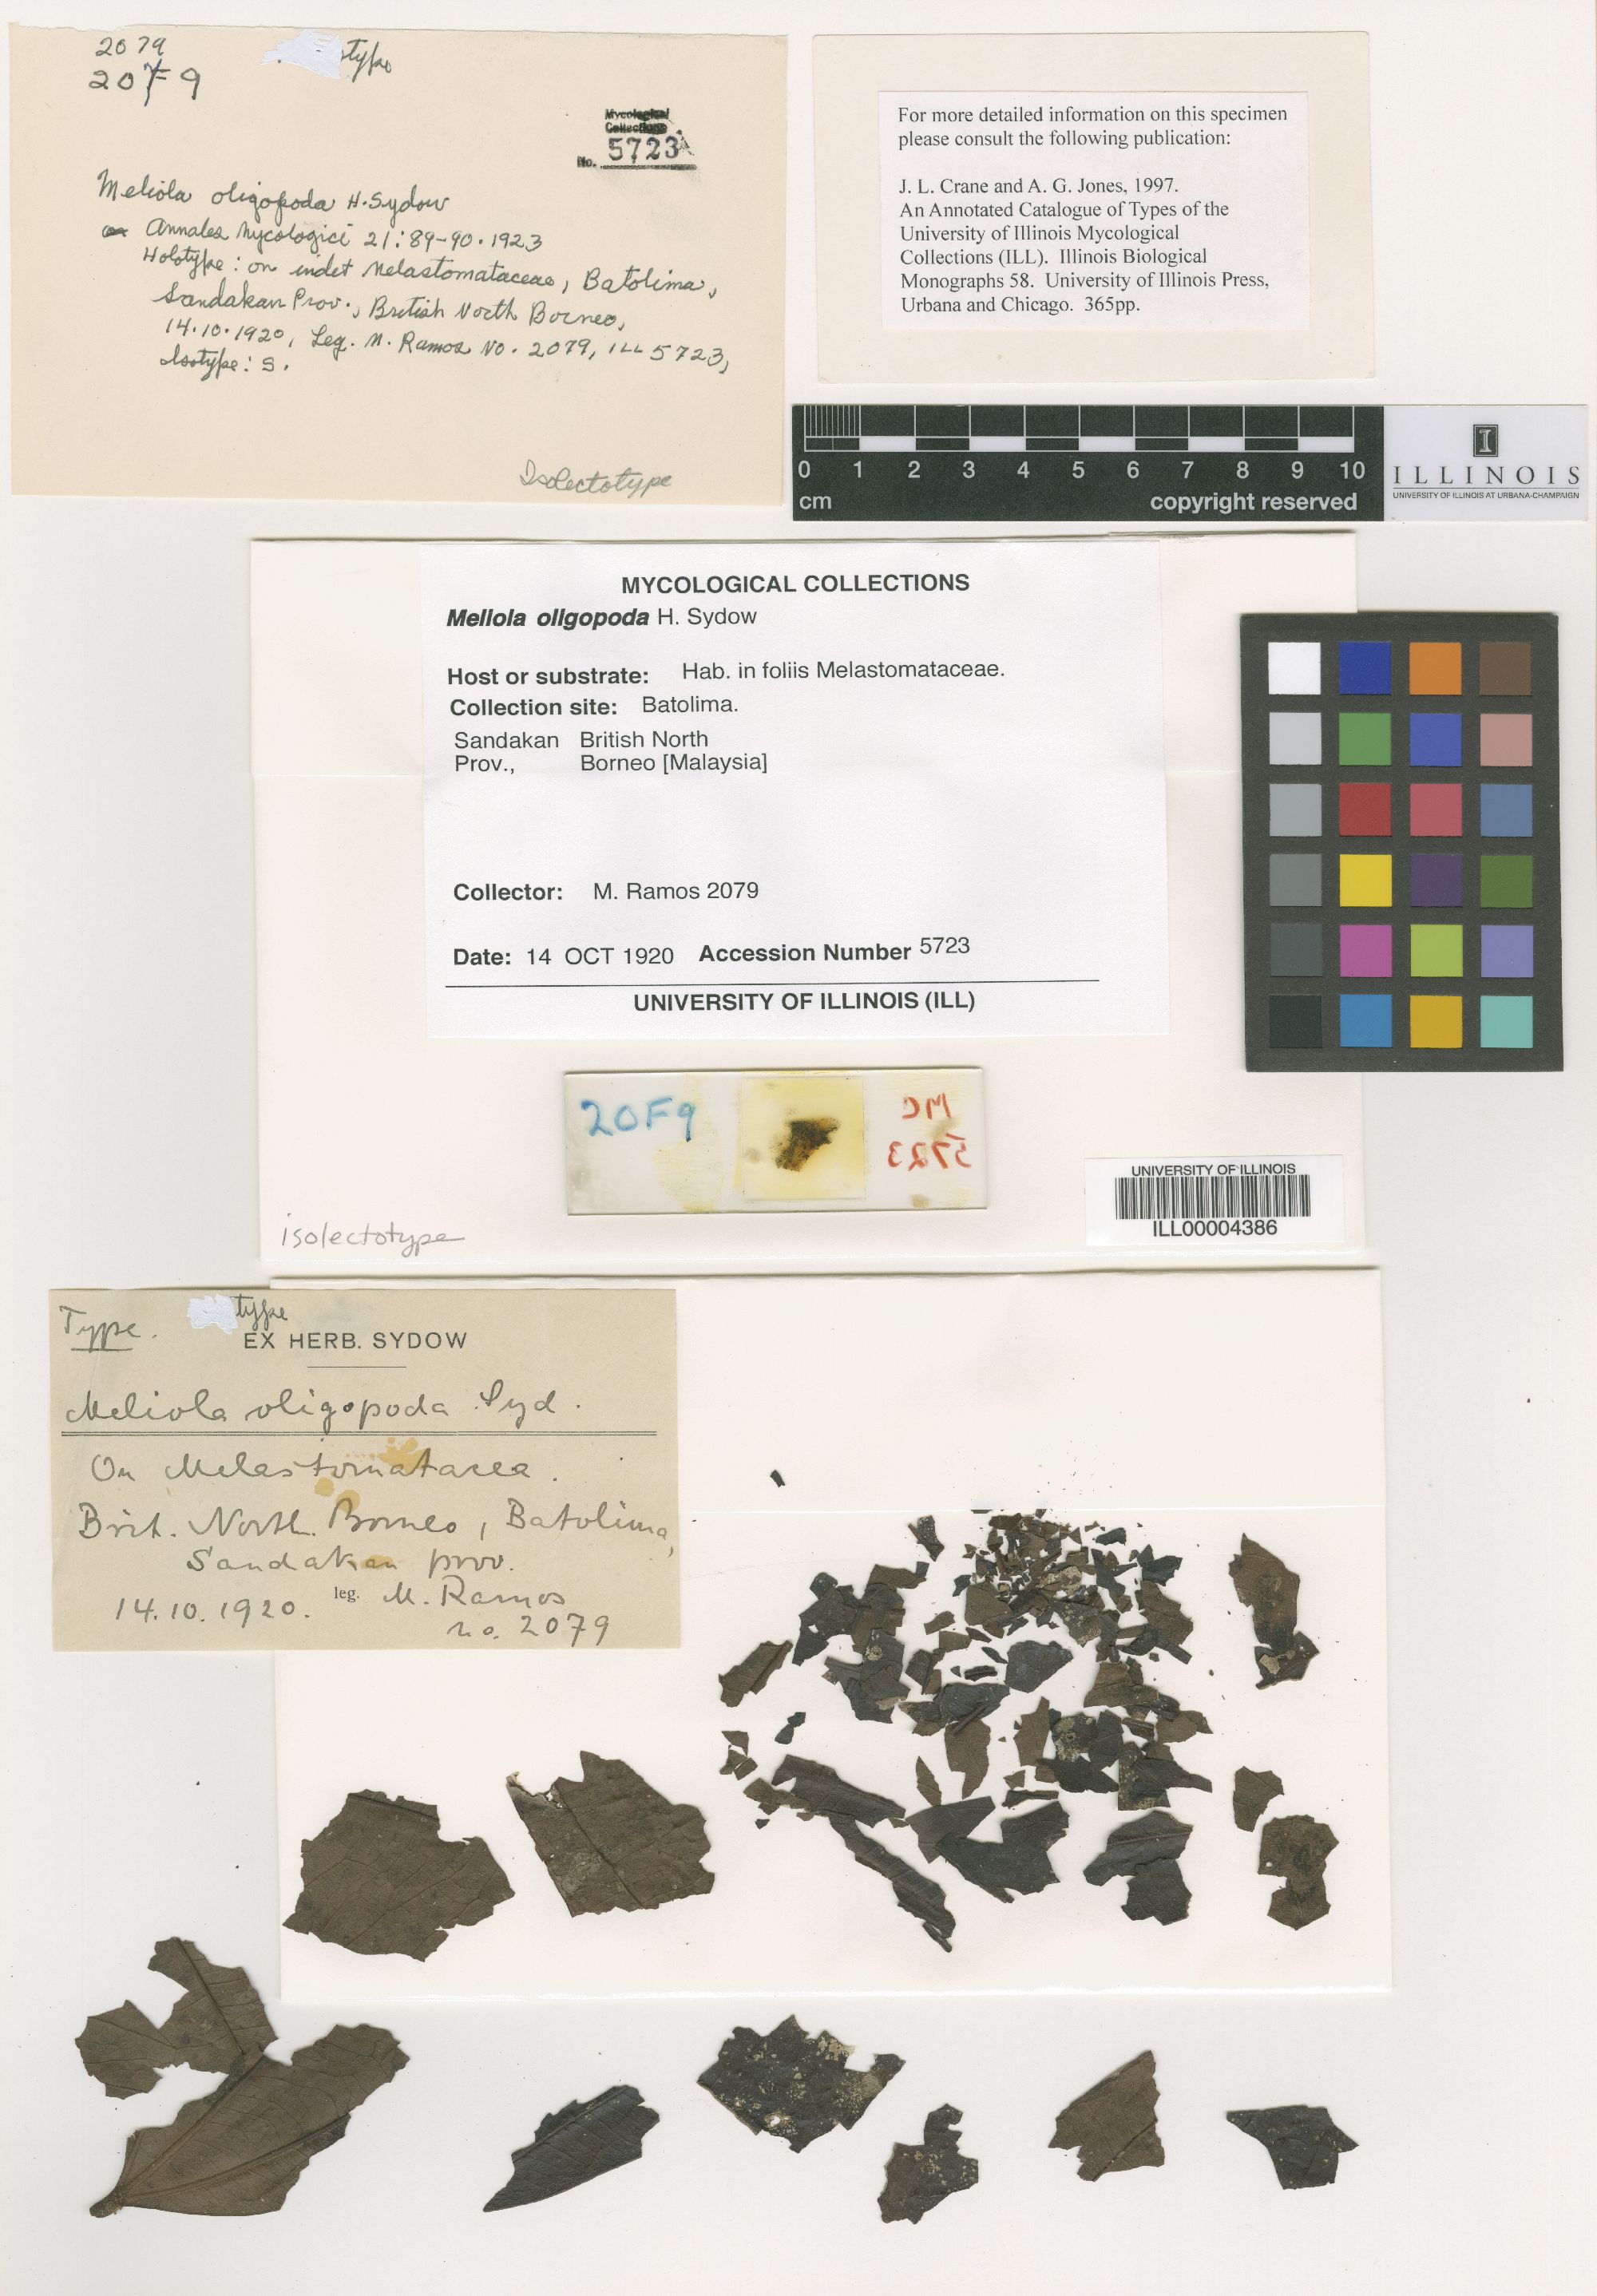 2079
20F9
type
Mycological
Collections
No. 5723
Meliola oligopoda H. Sydow
Annales Mycologici 21:89-90. 1923
Holotype: on indet Melastomataceae, Batolima,
Sandakan Prov., British North Borneo,
14.10.1920, Leg. M. Ramos No. 2079, ILL 5723,
Isotype: S.
Isolectotype
For more detailed information on this specimen
please consult the following publication:
J. L. Crane and A. G. Jones, 1997.
An Annotated Catalogue of Types of the
University of Illinois Mycological
Collections (ILL). Illinois Biological
Monographs 58. University of Illinois Press,
Urbana and Chicago. 365pp.
0 1 2 3 4 5 6 7 8 9 10
cm copyright reserved
I
ILLINOIS
UNIVERSITY OF ILLINOIS AT URBANA-CHAMPAIGN
MYCOLOGICAL COLLECTIONS
Meliola oligopoda H. Sydow
Host or substrate: Hab. in foliis Melastomataceae.
Collection site: Batolima.
Sandakan British North
Prov., Borneo [Malaysia]
Collector: M. Ramos 2079
Date: 14 OCT 1920 Accession Number 5723
UNIVERSITY OF ILLINOIS (ILL)
20F9
MC
5723
isolectotype
UNIVERSITY OF ILLINOIS
ILL00004386
Type. type
EX HERB. SYDOW
Meliola oligopoda Syd.
On Melastomatacea.
Brit. North Borneo, Batolima,
Sandakan prov.
14.10.1920. leg. M. Ramos
no. 2079